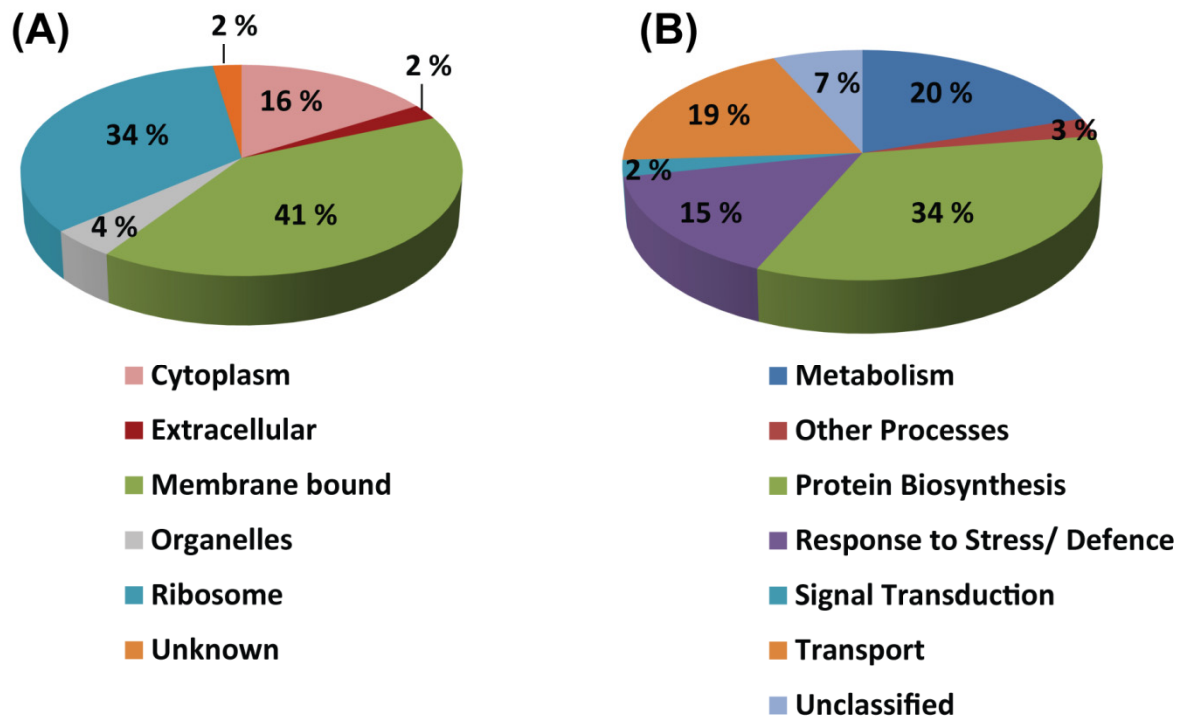 (A)
2 %
16 %
2 %
34 %
41 %
4 %
Cytoplasm
Extracellular
Membrane bound
Organelles
Ribosome
Unknown
(B)
7 %
20 %
19 %
3 %
2 %
15 %
34 %
Metabolism
Other Processes
Protein Biosynthesis
Response to Stress/ Defence
Signal Transduction
Transport
Unclassified